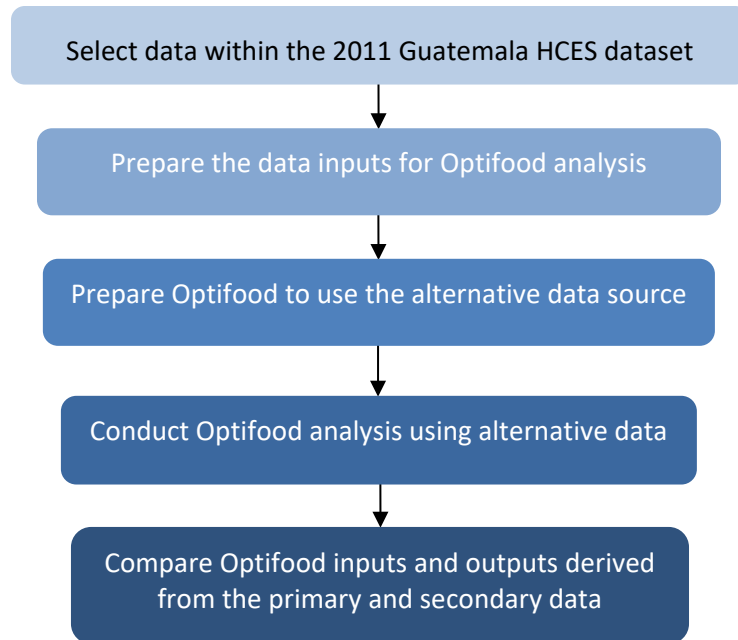 Select data within the 2011 Guatemala HCES dataset
Prepare the data inputs for Optifood analysis
Prepare Optifood to use the alternative data source
Conduct Optifood analysis using alternative data
Compare Optifood inputs and outputs derived
from the primary and secondary data